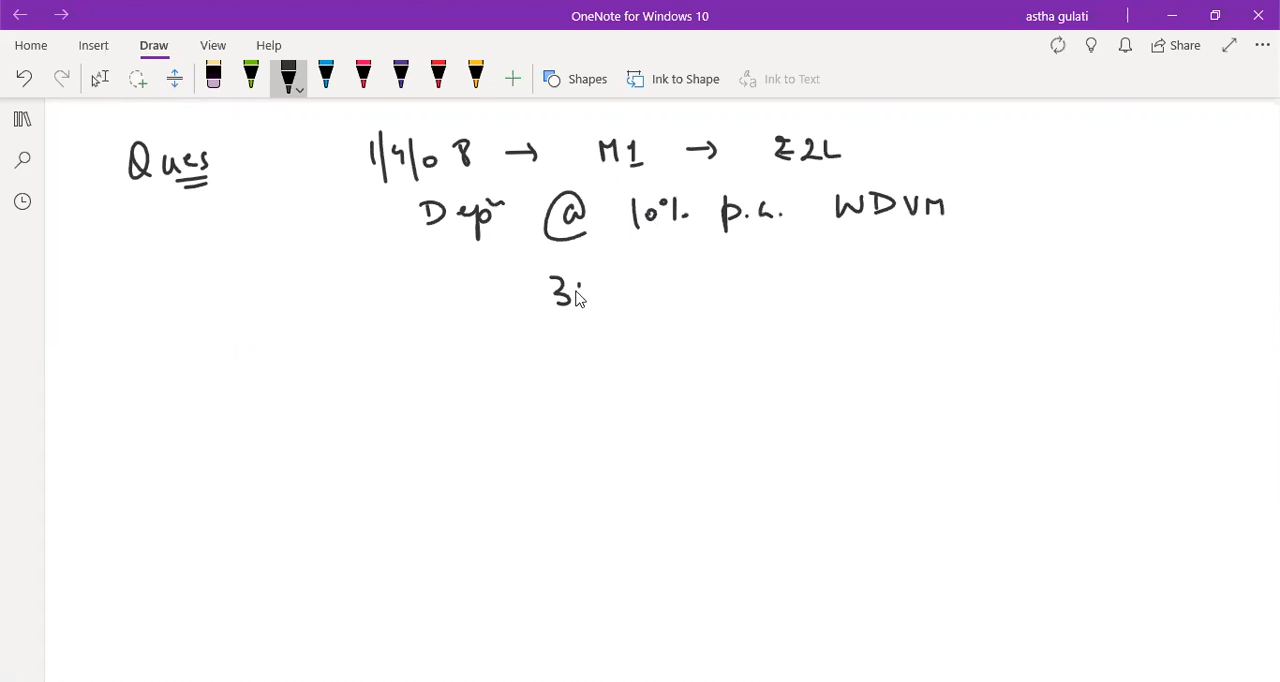 OneNote for Windows 10
astha gulati
Home Insert Draw View Help
Share
Shapes Ink to Shape Ink to Text
Ques 1/4/08 → M1 → ₹2L
Depn @ 10% p.a. WDVM